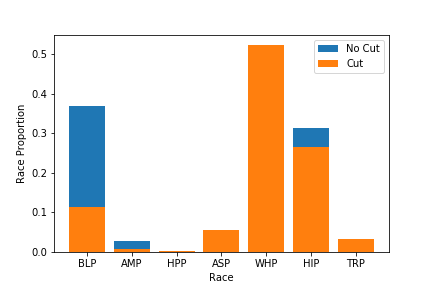 No Cut
Cut
Race Proportion
0.5
0.4
0.3
0.2
0.1
0.0
BLP AMP HPP ASP WHP HIP TRP
Race